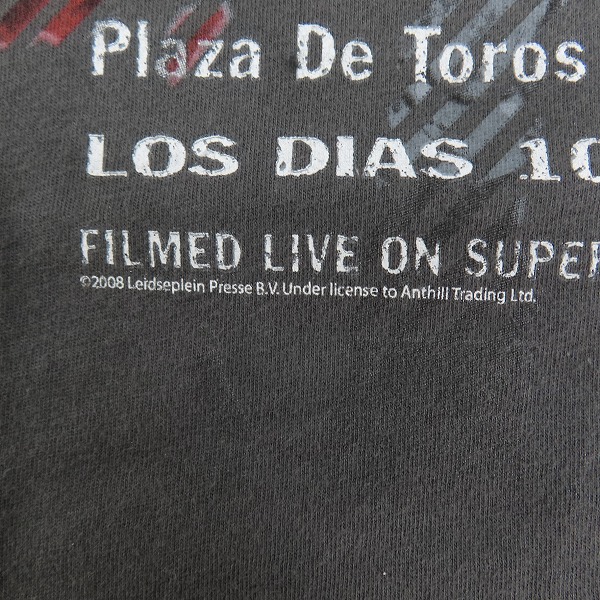 Plaza De Toros
LOS DIAS 10
FILMED LIVE ON SUPER
©2008 Leidseplein Presse B.V. Under license to Anthill Trading Ltd.